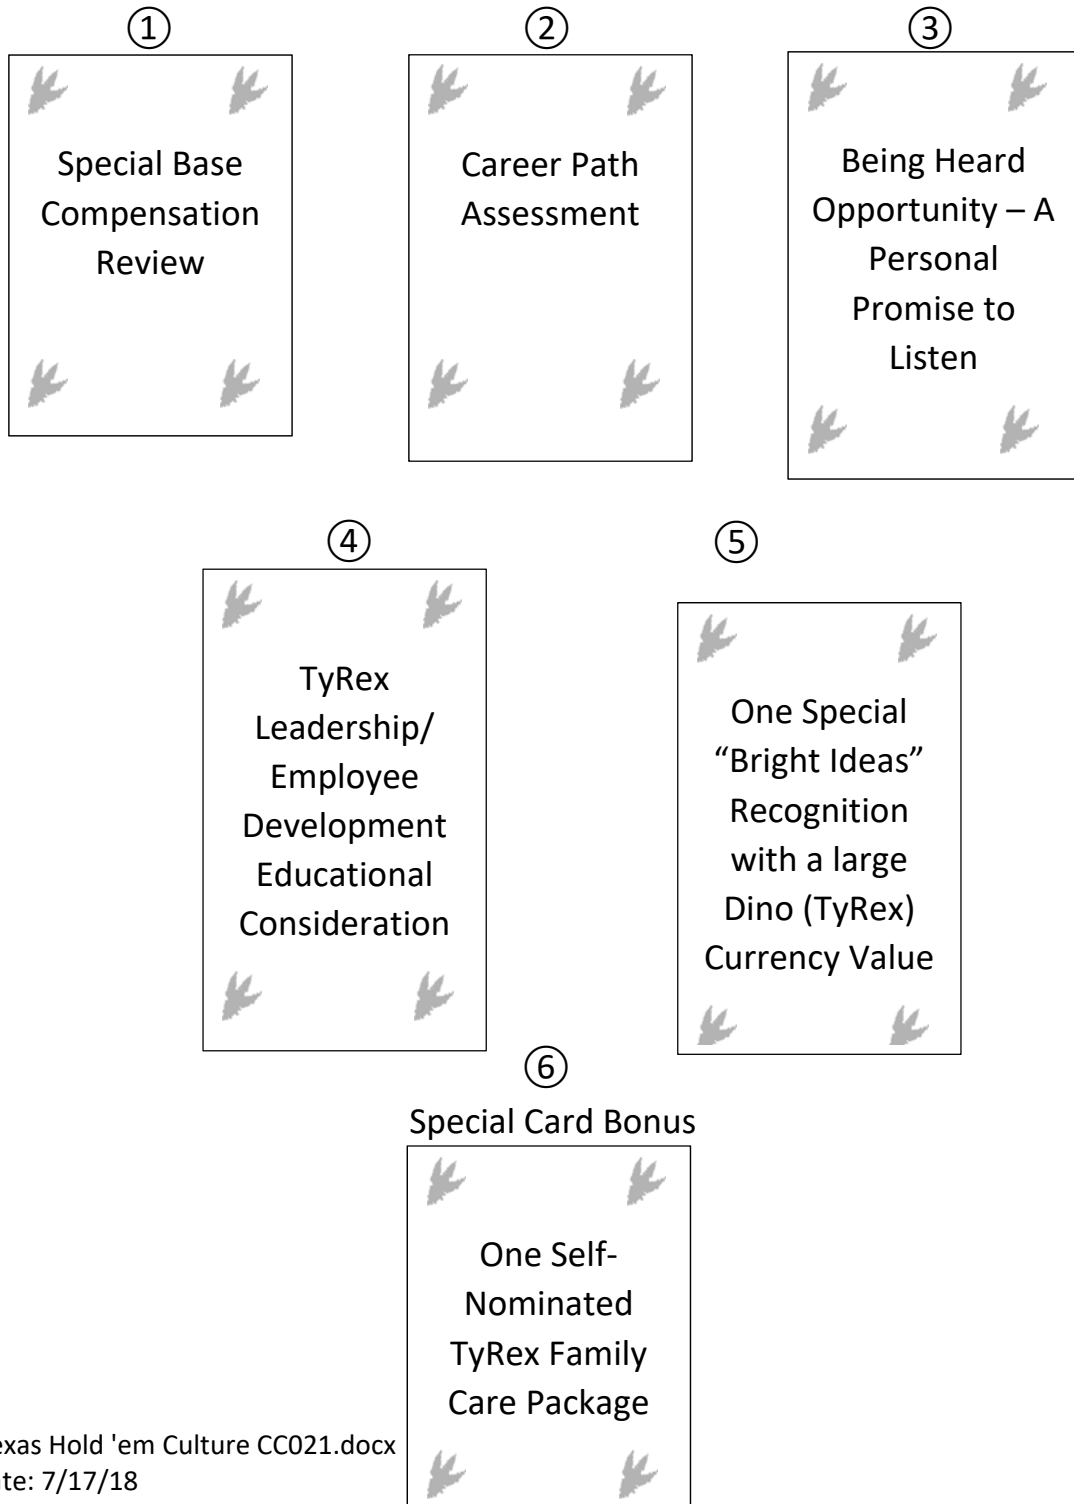 ①
Special Base
Compensation
Review
②
Career Path
Assessment
③
Being Heard
Opportunity – A
Personal
Promise to
Listen
④
TyRex
Leadership/
Employee
Development
Educational
Consideration
⑤
One Special
“Bright Ideas”
Recognition
with a large
Dino (TyRex)
Currency Value
⑥
Special Card Bonus
One Self-
Nominated
TyRex Family
Care Package
exas Hold 'em Culture CC021.docx
te: 7/17/18